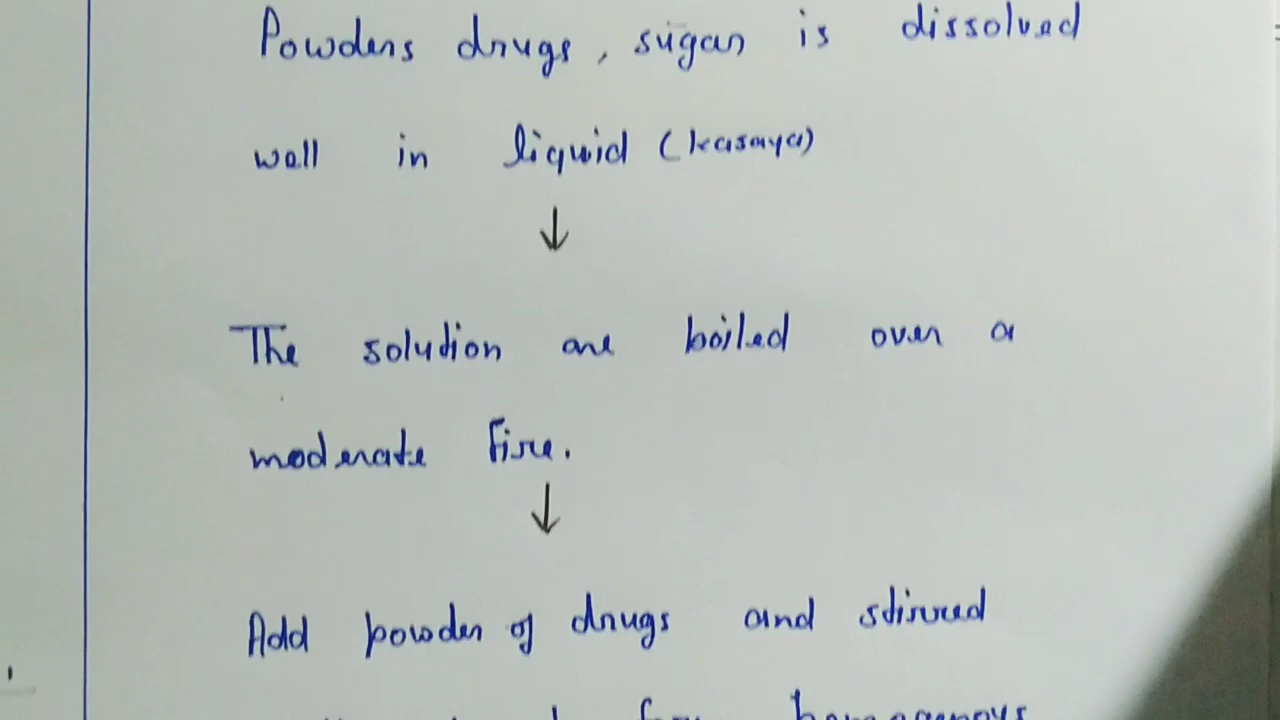 Powders drugs, sugar is dissolved
well in liquid (kasaya)
↓
The solution are boiled over a
moderate fire.
↓
Add powder of drugs and stirred
homogenous